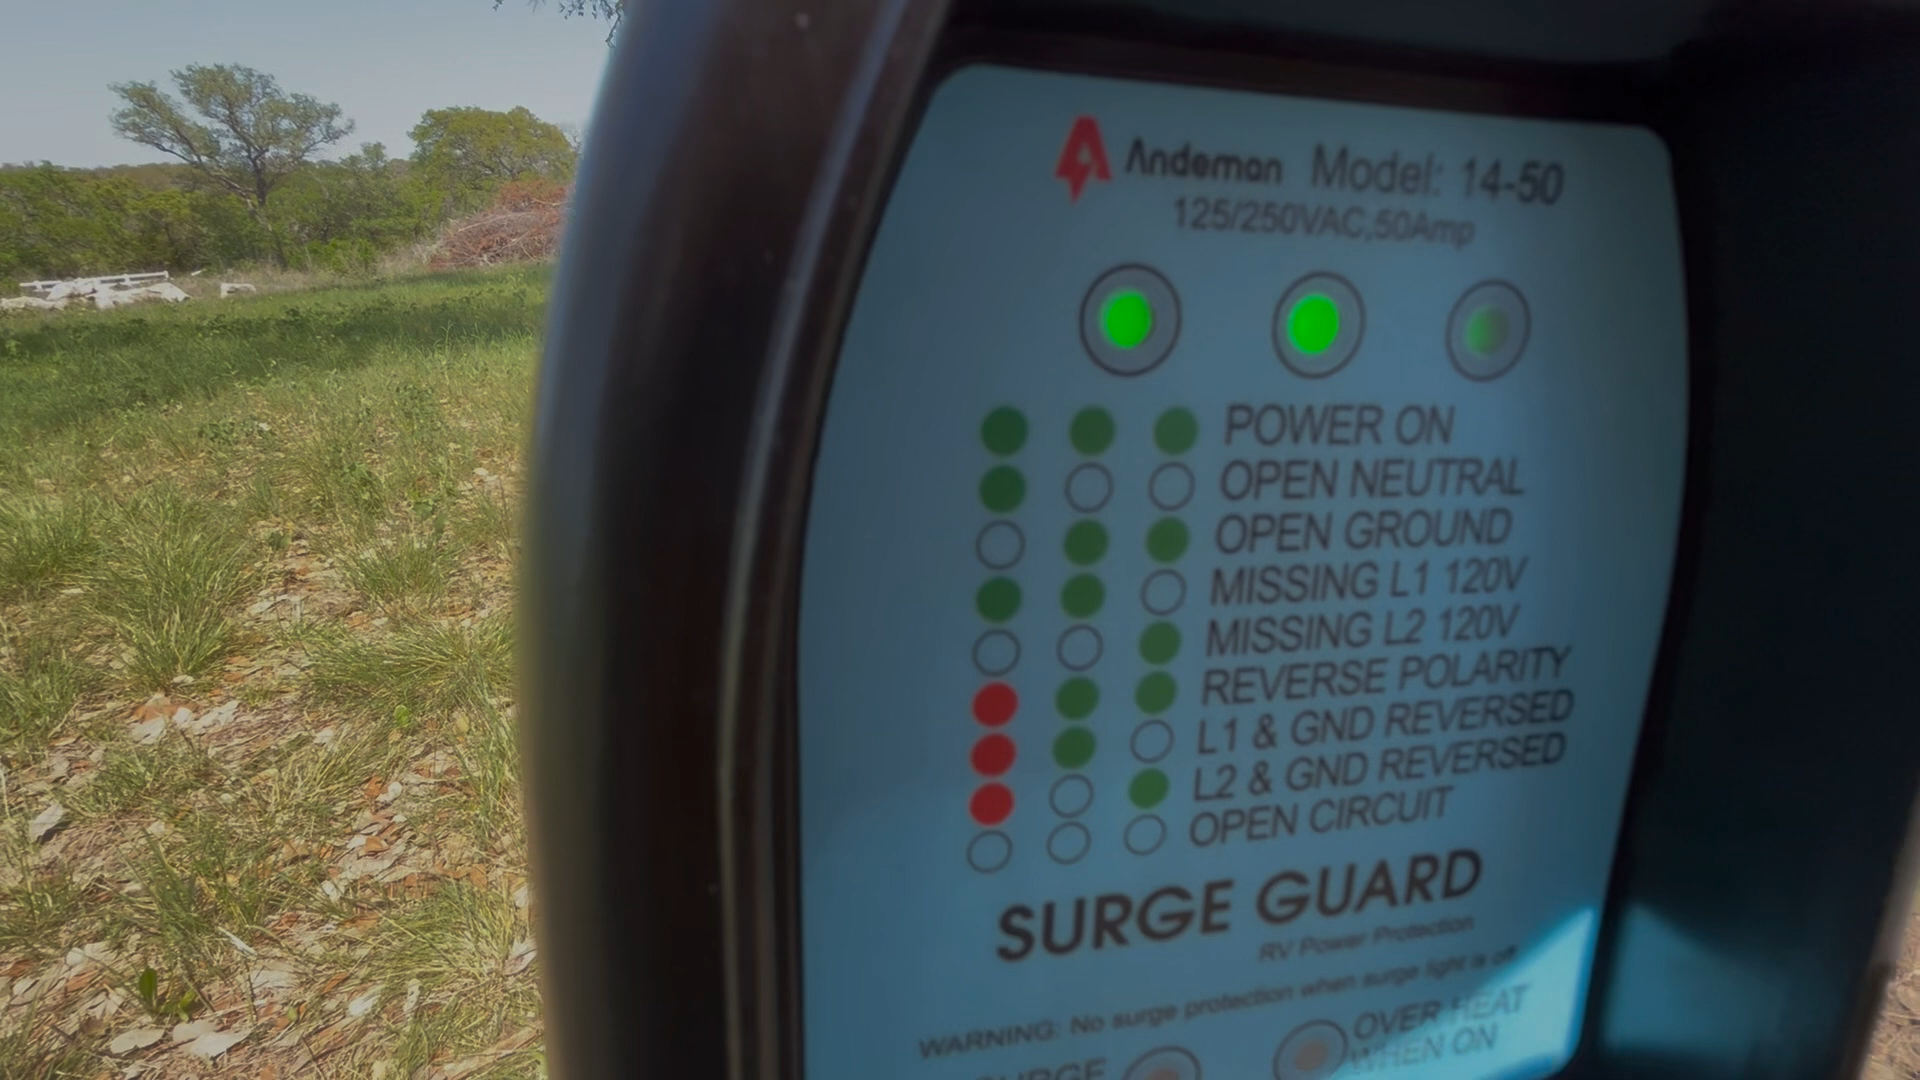 Andeman Model: 14-50
125/250VAC,50Amp
POWER ON
OPEN NEUTRAL
OPEN GROUND
MISSING L1 120V
MISSING L2 120V
REVERSE POLARITY
L1 & GND REVERSED
L2 & GND REVERSED
OPEN CIRCUIT
SURGE GUARD
RV Power Protection
WARNING: No surge protection when surge light is off
SURGE
OVER HEAT
WHEN ON